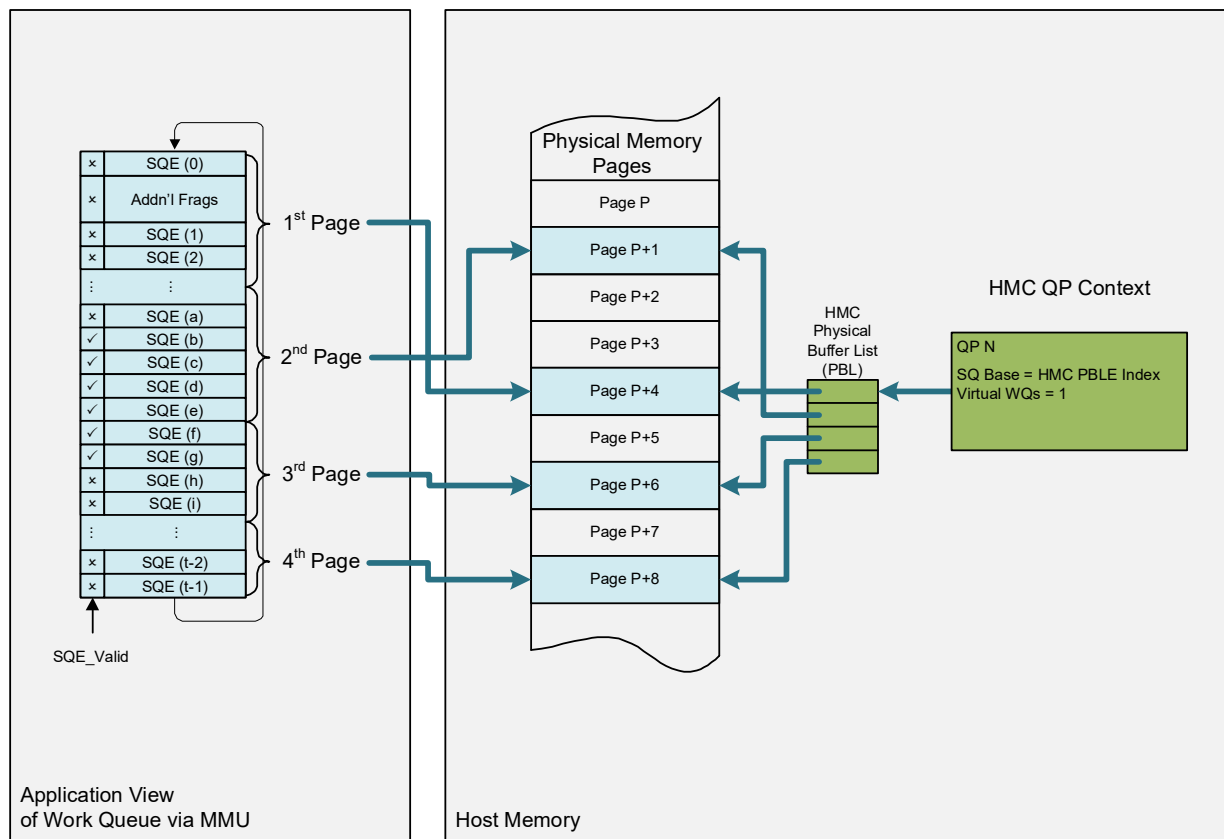 × SQE (0)
× Addn'l Frags
× SQE (1)
× SQE (2)
⋮ ⋮
× SQE (a)
✓ SQE (b)
✓ SQE (c)
✓ SQE (d)
✓ SQE (e)
✓ SQE (f)
✓ SQE (g)
× SQE (h)
× SQE (i)
⋮ ⋮
× SQE (t-2)
× SQE (t-1)
SQE_Valid
1st Page
2nd Page
3rd Page
4th Page
Application View
of Work Queue via MMU
Physical Memory
Pages
Page P
Page P+1
Page P+2
Page P+3
Page P+4
Page P+5
Page P+6
Page P+7
Page P+8
HMC
Physical
Buffer List
(PBL)
HMC QP Context
QP N
SQ Base = HMC PBLE Index
Virtual WQs = 1
Host Memory